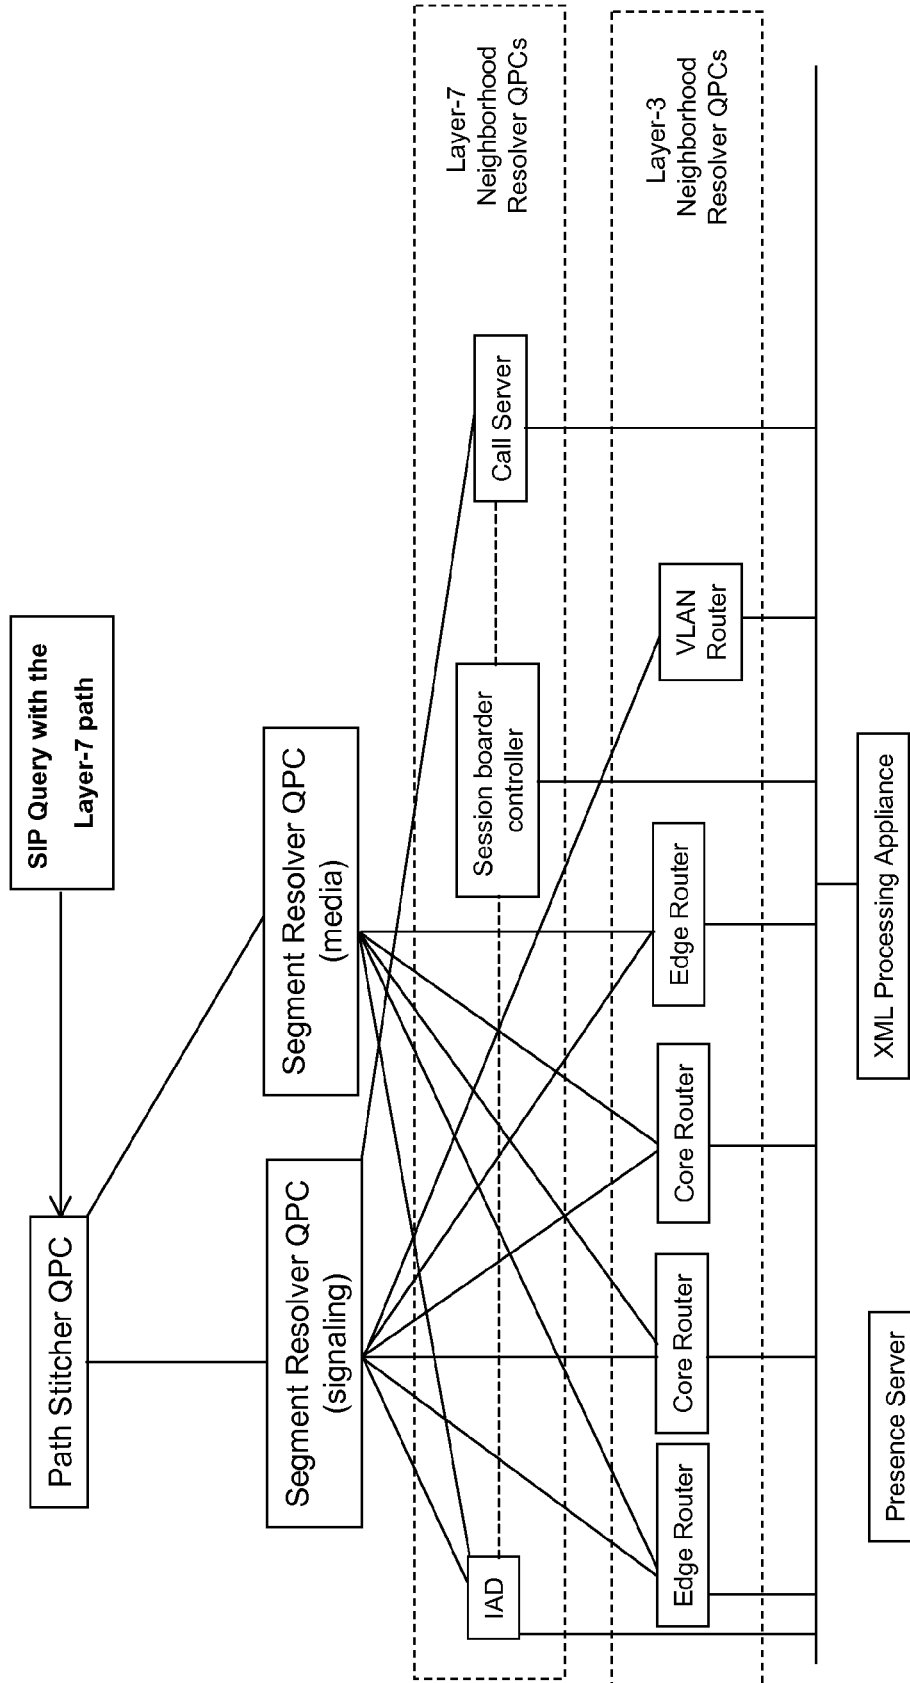 SIP Query with the
Layer-7 path
Path Stitcher QPC
Segment Resolver QPC
(signaling)
Segment Resolver QPC
(media)
Layer-7
Neighborhood
Resolver QPCs
IAD
Session boarder
controller
Call Server
Layer-3
Neighborhood
Resolver QPCs
Edge Router
Core Router
Core Router
Edge Router
VLAN
Router
Presence Server
XML Processing Appliance